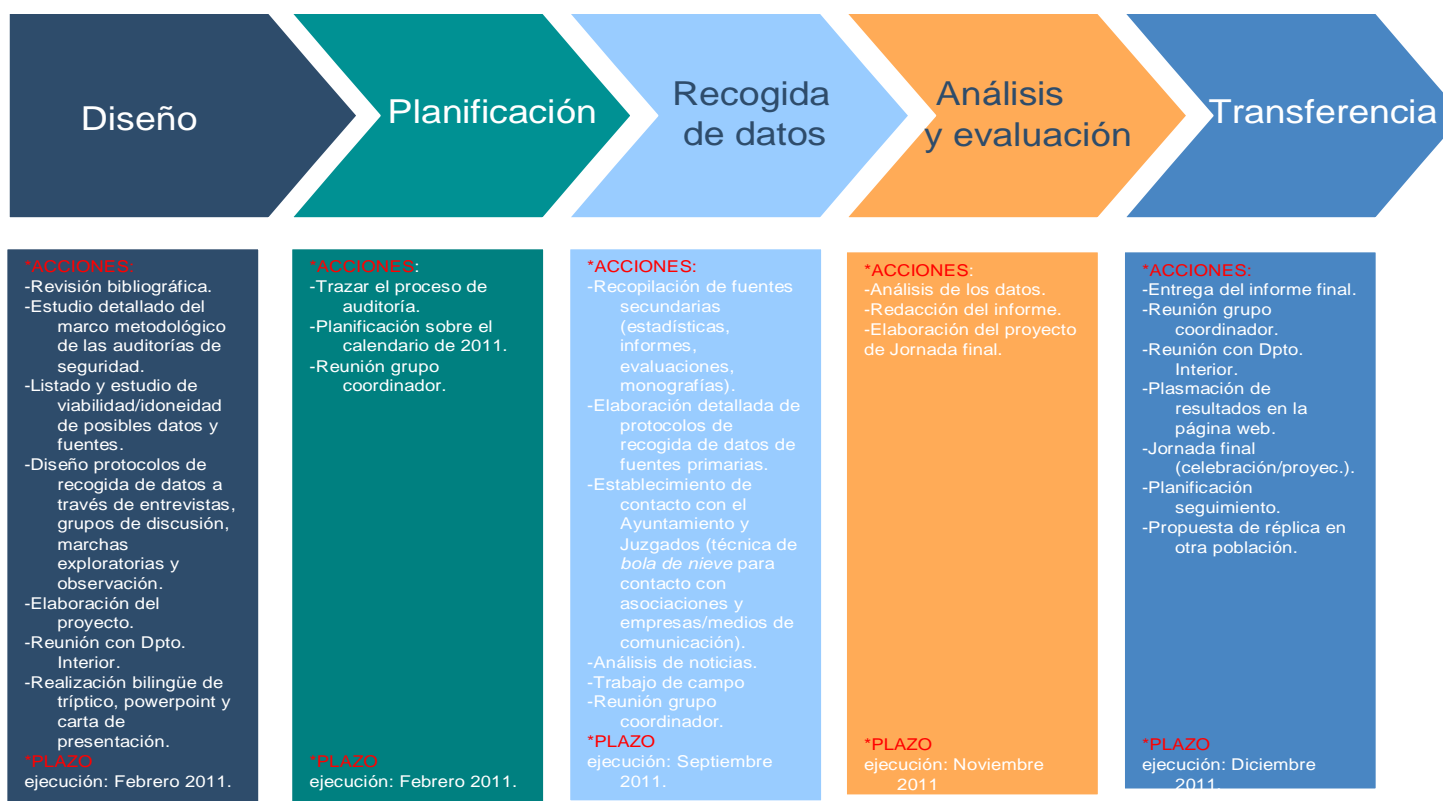 Diseño
Planificación
Recogida
de datos
Análisis
y evaluación
Transferencia
*ACCIONES:
-Revisión bibliográfica.
-Estudio detallado del
marco metodológico
de las auditorías de
seguridad.
-Listado y estudio de
viabilidad/idoneidad
de posibles datos y
fuentes.
-Diseño protocolos de
recogida de datos a
través de entrevistas,
grupos de discusión,
marchas
exploratorias y
observación.
-Elaboración del
proyecto.
-Reunión con Dpto.
Interior.
-Realización bilingüe de
tríptico, powerpoint y
carta de
presentación.
*PLAZO
ejecución: Febrero 2011.
*ACCIONES:
-Trazar el proceso de
auditoría.
-Planificación sobre el
calendario de 2011.
-Reunión grupo
coordinador.
*PLAZO
ejecución: Febrero 2011.
*ACCIONES:
-Recopilación de fuentes
secundarias
(estadísticas,
informes,
evaluaciones,
monografías).
-Elaboración detallada de
protocolos de
recogida de datos de
fuentes primarias.
-Establecimiento de
contacto con el
Ayuntamiento y
Juzgados (técnica de
bola de nieve para
contacto con
asociaciones y
empresas/medios de
comunicación).
-Análisis de noticias.
-Trabajo de campo
-Reunión grupo
coordinador.
*PLAZO
ejecución: Septiembre
2011.
*ACCIONES:
-Análisis de los datos.
-Redacción del informe.
-Elaboración del proyecto
de Jornada final.
*PLAZO
ejecución: Noviembre
2011
*ACCIONES:
-Entrega del informe final.
-Reunión grupo
coordinador.
-Reunión con Dpto.
Interior.
-Plasmación de
resultados en la
página web.
-Jornada final
(celebración/proyec.).
-Planificación
seguimiento.
-Propuesta de réplica en
otra población.
*PLAZO
ejecución: Diciembre
2011.